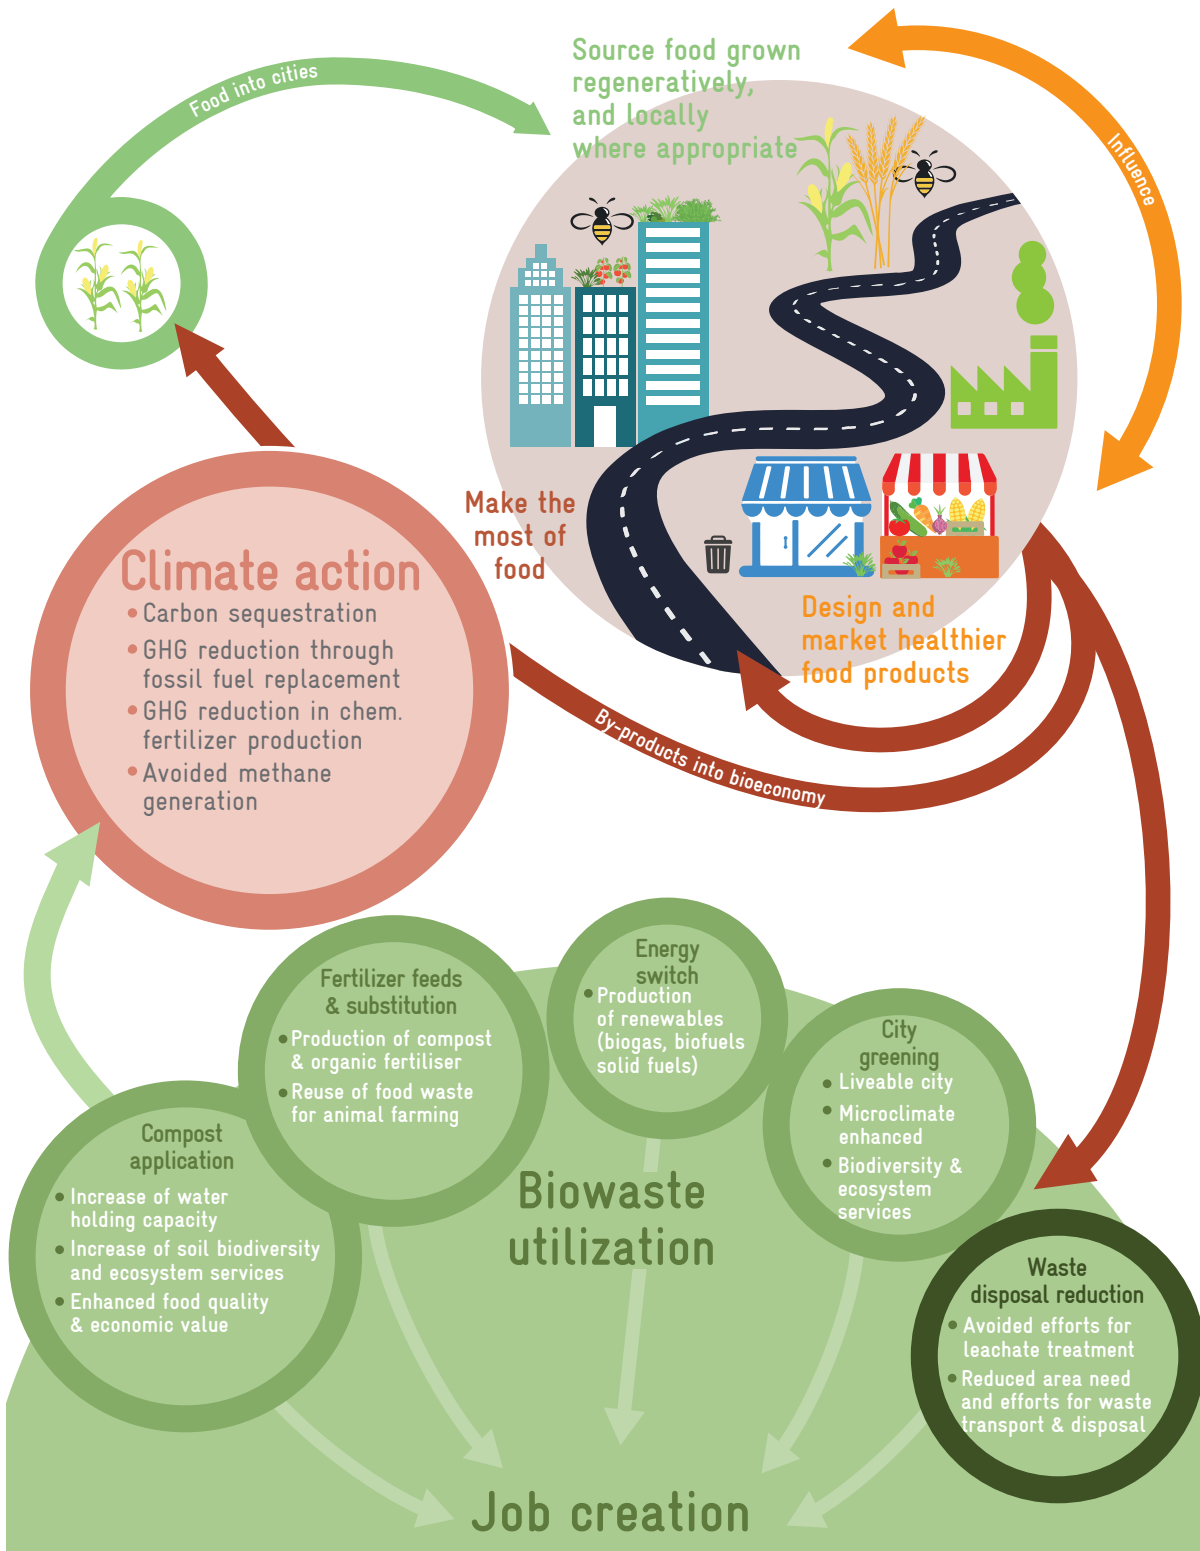 Food into cities
Source food grown
regeneratively,
and locally
where appropriate
Influence
Make the
most of
food
Design and
market healthier
food products
By-products into bioeconomy
Climate action
• Carbon sequestration
• GHG reduction through
fossil fuel replacement
• GHG reduction in chem.
fertilizer production
• Avoided methane
generation
Fertilizer feeds
& substitution
• Production of compost
& organic fertiliser
• Reuse of food waste
for animal farming
Energy
switch
• Production
of renewables
(biogas, biofuels
solid fuels)
City
greening
• Liveable city
• Microclimate
enhanced
• Biodiversity &
ecosystem
services
Compost
application
• Increase of water
holding capacity
• Increase of soil biodiversity
and ecosystem services
• Enhanced food quality
& economic value
Biowaste
utilization
Waste
disposal reduction
• Avoided efforts for
leachate treatment
• Reduced area need
and efforts for waste
transport & disposal
Job creation